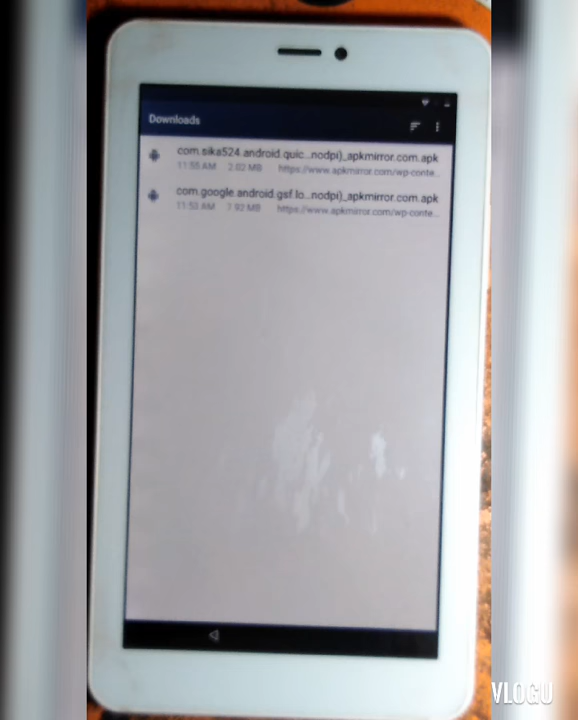 Downloads
com.sika524.android.quic...nodpi)_apkmirror.com.apk
11:55 AM 2.02 MB https://www.apkmirror.com/wp-conte...
com.google.android.gsf.lo...nodpi)_apkmirror.com.apk
11:53 AM 7.92 MB https://www.apkmirror.com/wp-conte...
VLOGU